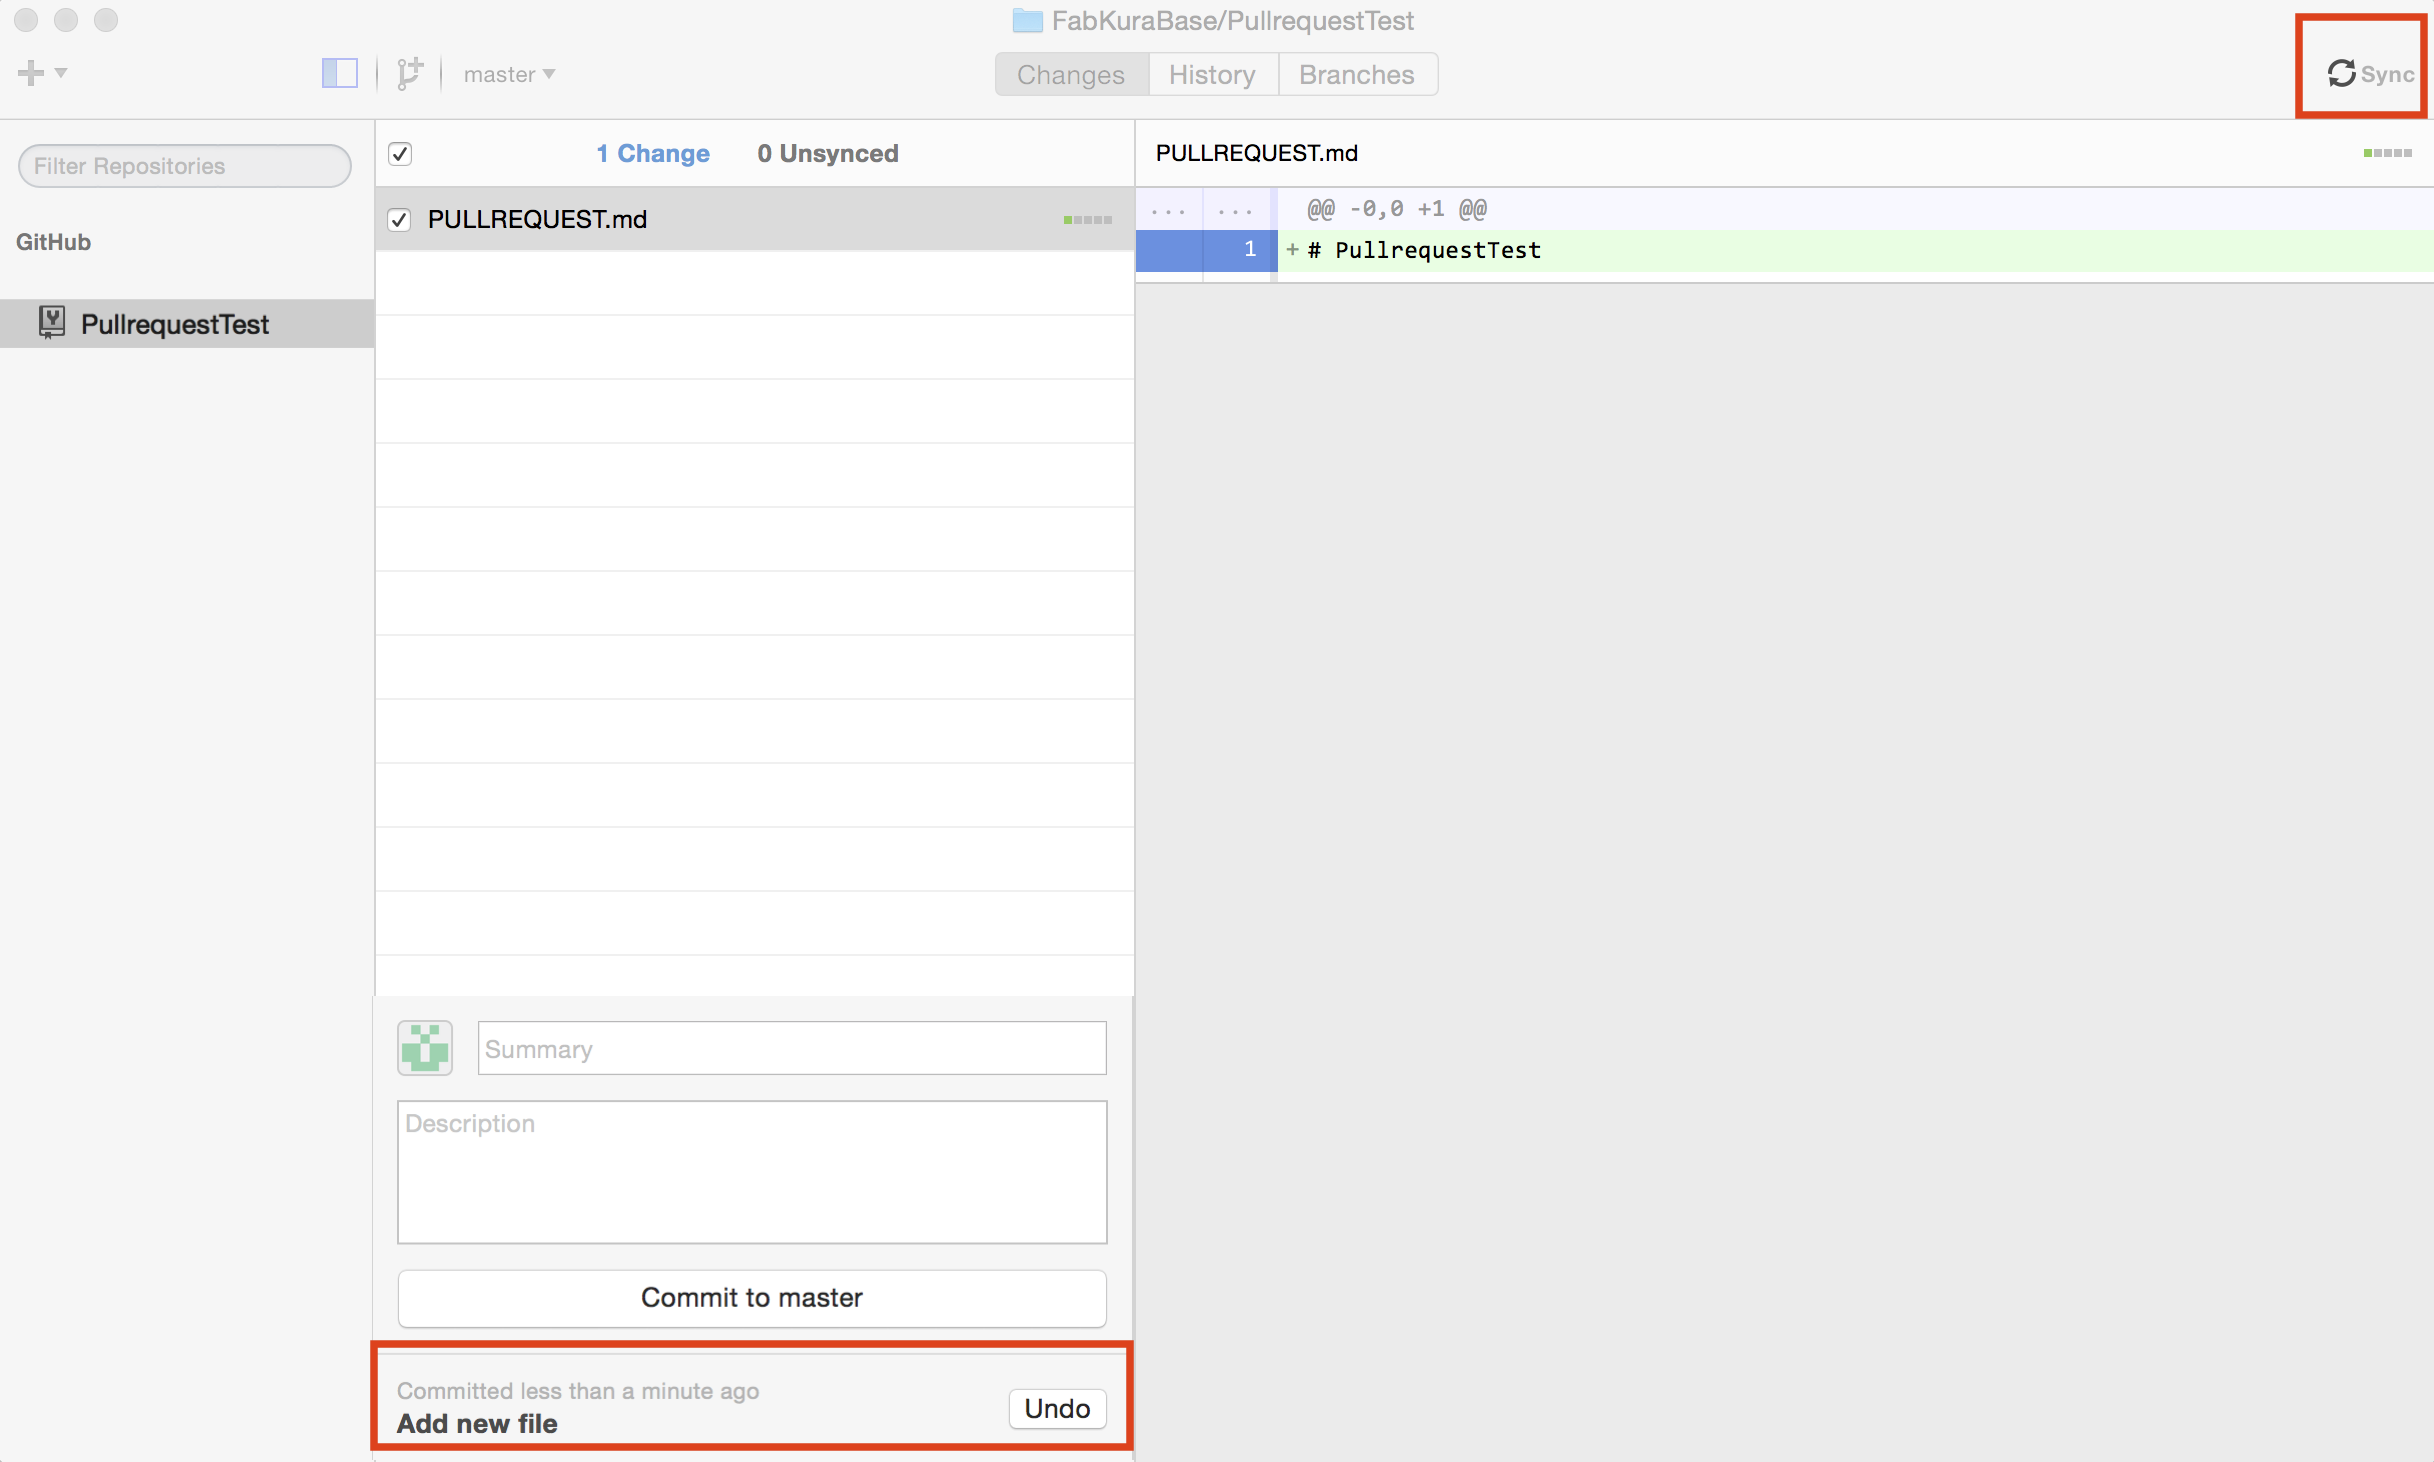 FabKuraBase/PullrequestTest
master
Changes History Branches
Sync
Filter Repositories
GitHub
PullrequestTest
1 Change 0 Unsynced
PULLREQUEST.md
PULLREQUEST.md
... ... @@ -0,0 +1 @@
1 + # PullrequestTest
Summary
Description
Commit to master
Committed less than a minute ago
Add new file
Undo